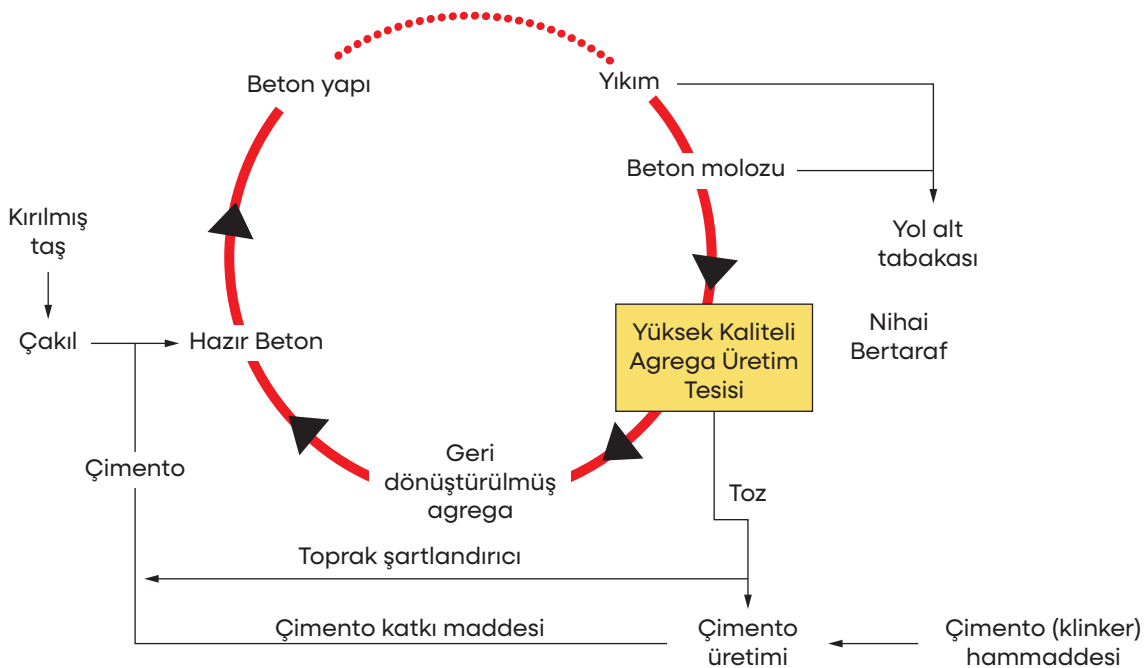 Beton yapı
Yıkım
Beton molozu
Kırılmış
taş
Yol alt
tabakası
Çakıl
Hazır Beton
Yüksek Kaliteli
Agrega Üretim
Tesisi
Nihai
Bertaraf
Çimento
Geri
dönüştürülmüş
agrega
Toz
Toprak şartlandırıcı
Çimento katkı maddesi
Çimento
üretimi
Çimento (klinker)
hammaddesi